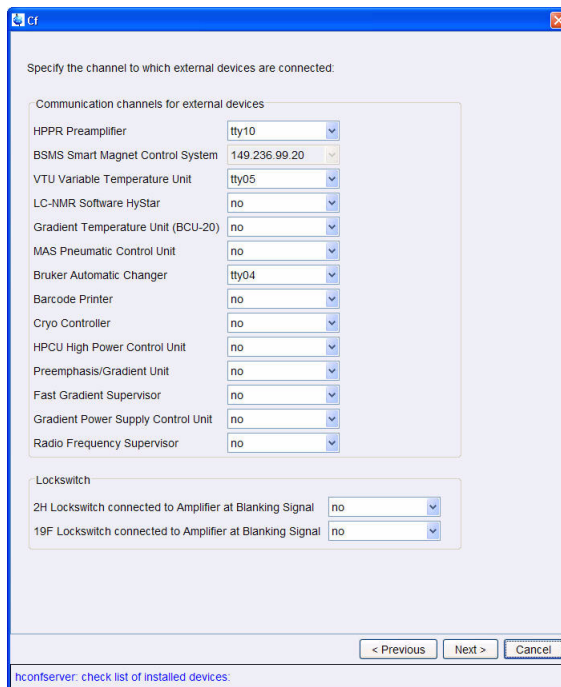 Cf
Specify the channel to which external devices are connected:
Communication channels for external devices
HPPR Preamplifier tty10
BSMS Smart Magnet Control System 149.236.99.20
VTU Variable Temperature Unit tty05
LC-NMR Software HyStar no
Gradient Temperature Unit (BCU-20) no
MAS Pneumatic Control Unit no
Bruker Automatic Changer tty04
Barcode Printer no
Cryo Controller no
HPCU High Power Control Unit no
Preemphasis/Gradient Unit no
Fast Gradient Supervisor no
Gradient Power Supply Control Unit no
Radio Frequency Supervisor no
Lockswitch
2H Lockswitch connected to Amplifier at Blanking Signal no
19F Lockswitch connected to Amplifier at Blanking Signal no
< Previous Next > Cancel
hconfserver: check list of installed devices: